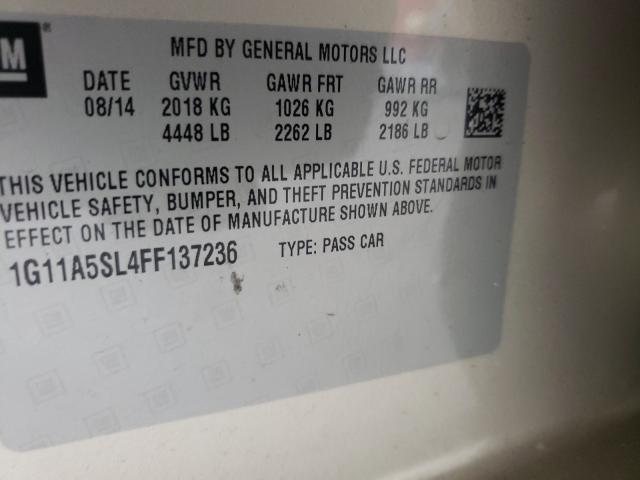 M ®
MFD BY GENERAL MOTORS LLC
DATE GVWR GAWR FRT GAWR RR
08/14 2018 KG 1026 KG 992 KG
4448 LB 2262 LB 2186 LB
THIS VEHICLE CONFORMS TO ALL APPLICABLE U.S. FEDERAL MOTOR
VEHICLE SAFETY, BUMPER, AND THEFT PREVENTION STANDARDS IN
EFFECT ON THE DATE OF MANUFACTURE SHOWN ABOVE.
1G11A5SL4FF137236 TYPE: PASS CAR